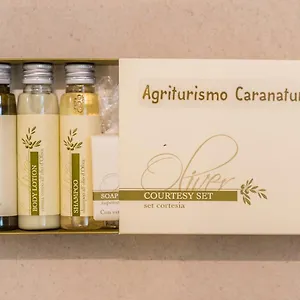 Agriturismo Caranatur
Oliver
COURTESY SET
set cortesia
BODY LOTION
SHAMPOO
SOAP